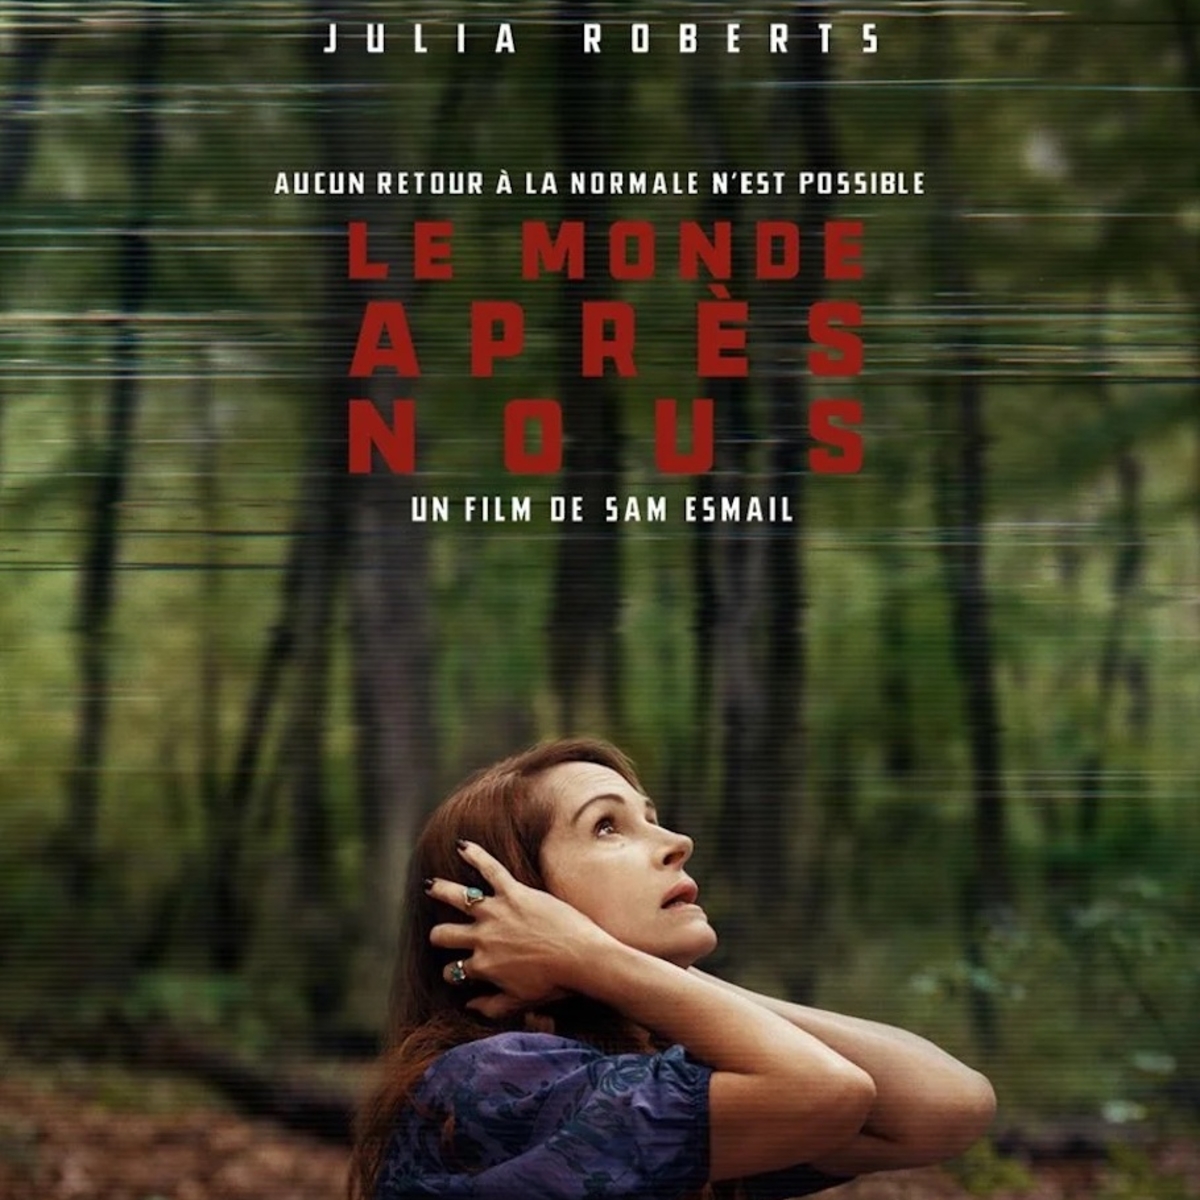 JULIA ROBERTS
AUCUN RETOUR À LA NORMALE N'EST POSSIBLE
LE MONDE
APRÈS
NOUS
UN FILM DE SAM ESMAIL